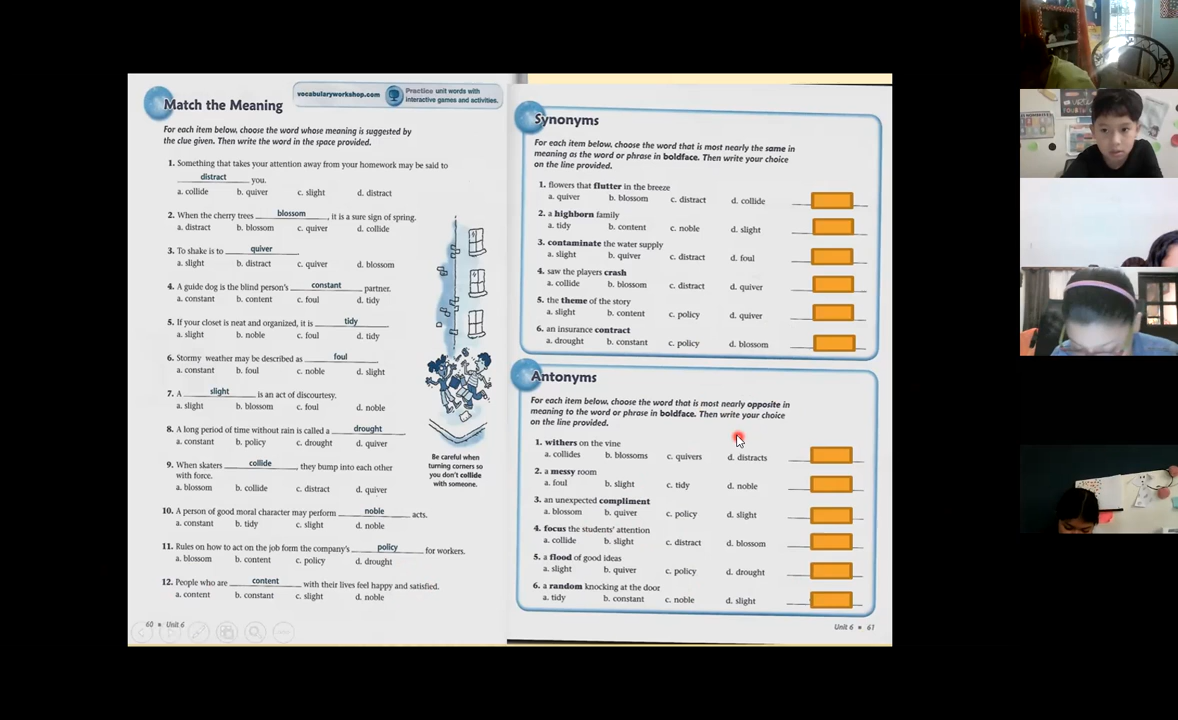 vocabularyworkshop.com
Practice unit words with
interactive games and activities.
Match the Meaning
For each item below, choose the word whose meaning is suggested by
the clue given. Then write the word in the space provided.
1. Something that takes your attention away from your homework may be said to
distract you.
a. collide b. quiver c. slight d. distract
2. When the cherry trees blossom, it is a sure sign of spring.
a. distract b. blossom c. quiver d. collide
3. To shake is to quiver.
a. slight b. distract c. quiver d. blossom
4. A guide dog is the blind person's constant partner.
a. constant b. content c. foul d. tidy
5. If your closet is neat and organized, it is tidy
a. slight b. noble c. foul d. tidy
6. Stormy weather may be described as foul
a. constant b. foul c. noble d. slight
7. A slight is an act of discourtesy.
a. slight b. blossom c. foul d. noble
8. A long period of time without rain is called a drought
a. constant b. policy c. drought d. quiver
9. When skaters collide, they bump into each other
with force.
a. blossom b. collide c. distract d. quiver
10. A person of good moral character may perform noble acts.
a. constant b. tidy c. slight d. noble
11. Rules on how to act on the job form the company's policy for workers.
a. blossom b. content c. policy d. drought
12. People who are content with their lives feel happy and satisfied.
a. content b. constant c. slight d. noble
Be careful when
turning corners so
you don't collide
with someone.
60 • Unit 6
Synonyms
For each item below, choose the word that is most nearly the same in
meaning as the word or phrase in boldface. Then write your choice
on the line provided.
1. flowers that flutter in the breeze
a. quiver b. blossom c. distract d. collide
2. a highborn family
a. tidy b. content c. noble d. slight
3. contaminate the water supply
a. slight b. quiver c. distract d. foul
4. saw the players crash
a. collide b. blossom c. distract d. quiver
5. the theme of the story
a. slight b. content c. policy d. quiver
6. an insurance contract
a. drought b. constant c. policy d. blossom
Antonyms
For each item below, choose the word that is most nearly opposite in
meaning to the word or phrase in boldface. Then write your choice
on the line provided.
1. withers on the vine
a. collides b. blossoms c. quivers d. distracts
2. a messy room
a. foul b. slight c. tidy d. noble
3. an unexpected compliment
a. blossom b. quiver c. policy d. slight
4. focus the students' attention
a. collide b. slight c. distract d. blossom
5. a flood of good ideas
a. slight b. quiver c. policy d. drought
6. a random knocking at the door
a. tidy b. constant c. noble d. slight
Unit 6 • 61